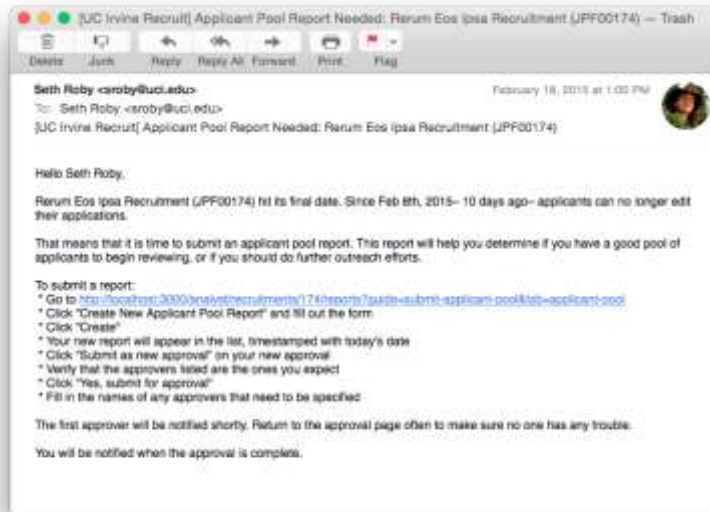 [UC Irvine Recruit] Applicant Pool Report Needed: Rerum Eos Ipsa Recruitment (JPF00174) — Trash
Delete Junk Reply Reply All Forward Print Flag
Seth Roby <sroby@uci.edu> February 18, 2015 at 1:00 PM
To: Seth Roby <sroby@uci.edu>
[UC Irvine Recruit] Applicant Pool Report Needed: Rerum Eos Ipsa Recruitment (JPF00174)
Hello Seth Roby,
Rerum Eos Ipsa Recruitment (JPF00174) hit its final date. Since Feb 8th, 2015– 10 days ago– applicants can no longer edit
their applications.
That means that it is time to submit an applicant pool report. This report will help you determine if you have a good pool of
applicants to begin reviewing, or if you should do further outreach efforts.
To submit a report:
* Go to http://localhost:3000/analyst/recruitments/174/reports?guide=submit-applicant-pool&tab=applicant-pool
* Click "Create New Applicant Pool Report" and fill out the form
* Click "Create"
* Your new report will appear in the list, timestamped with today's date
* Click "Submit as new approval" on your new approval
* Verify that the approvers listed are the ones you expect
* Click "Yes, submit for approval"
* Fill in the names of any approvers that need to be specified
The first approver will be notified shortly. Return to the approval page often to make sure no one has any trouble.
You will be notified when the approval is complete.